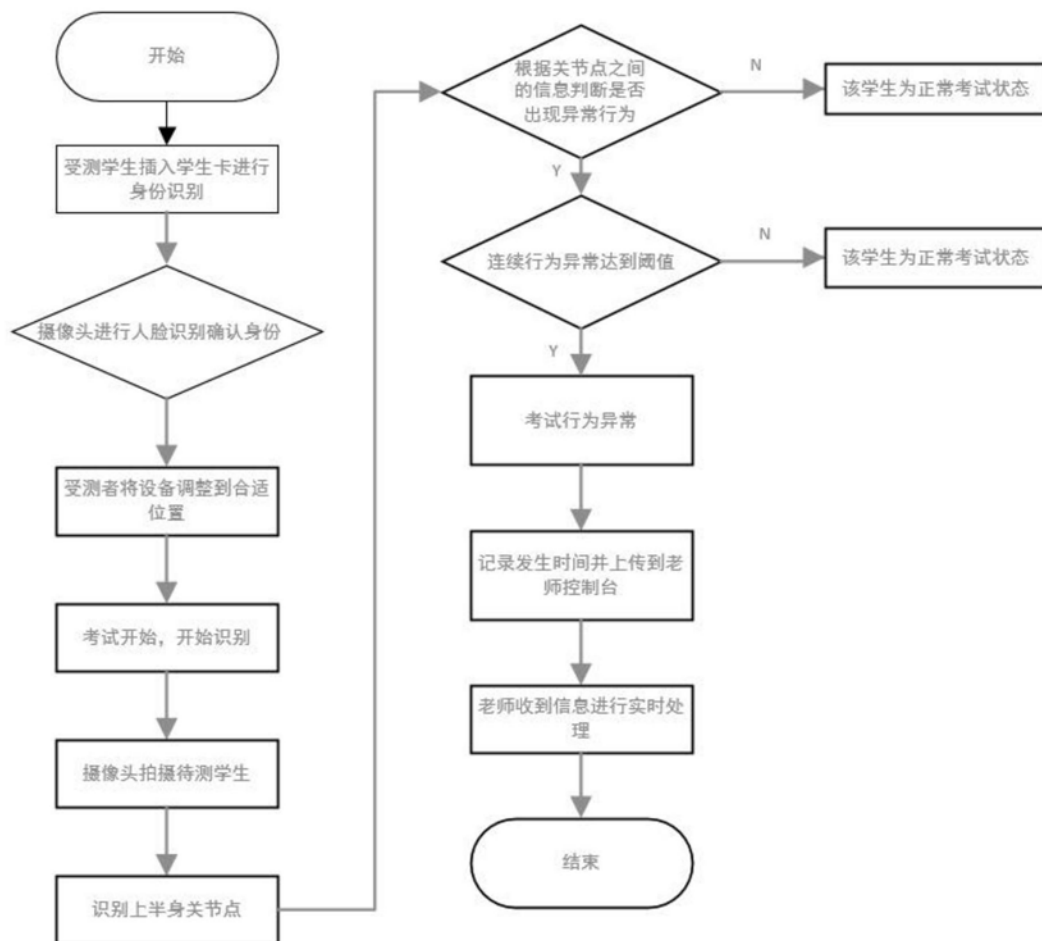 开始
受测学生插入学生卡进行
身份识别
摄像头进行人脸识别确认身份
受测者将设备调整到合适
位置
考试开始，开始识别
摄像头拍摄待测学生
识别上半身关节点
根据关节点之间
的信息判断是否
出现异常行为
N
该学生为正常考试状态
Y
连续行为异常达到阈值
N
该学生为正常考试状态
Y
考试行为异常
记录发生时间并上传到老
师控制台
老师收到信息进行实时处
理
结束